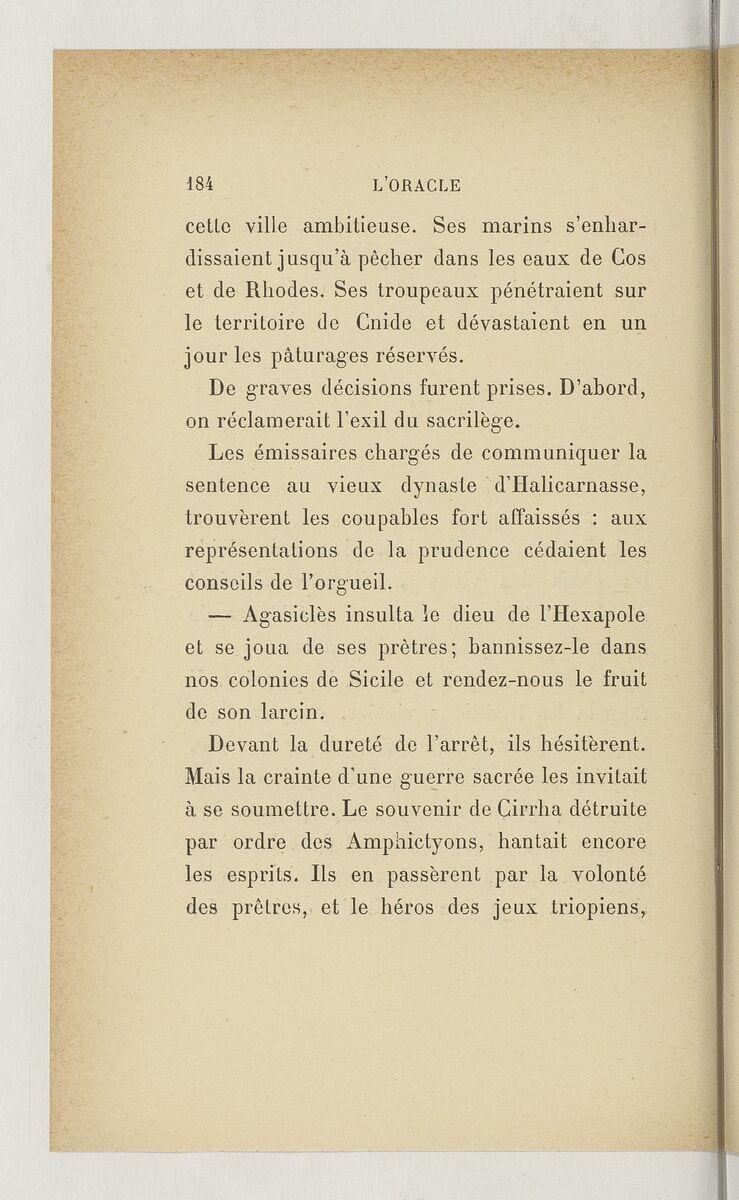 184 L'ORACLE
cette ville ambitieuse. Ses marins s'enhar-
dissaient jusqu'à pêcher dans les eaux de Cos
et de Rhodes. Ses troupeaux pénétraient sur
le territoire de Cnide et dévastaient en un
jour les pâturages réservés.
De graves décisions furent prises. D'abord,
on réclamerait l'exil du sacrilège.
Les émissaires chargés de communiquer la
sentence au vieux dynaste d'Halicarnasse,
trouvèrent les coupables fort affaissés : aux
représentations de la prudence cédaient les
conseils de l'orgueil.
— Agasiclès insulta le dieu de l'Hexapole
et se joua de ses prêtres; bannissez-le dans
nos colonies de Sicile et rendez-nous le fruit
de son larcin.
Devant la dureté de l'arrêt, ils hésitèrent.
Mais la crainte d'une guerre sacrée les invitait
à se soumettre. Le souvenir de Cirrha détruite
par ordre des Amphictyons, hantait encore
les esprits. Ils en passèrent par la volonté
des prêtres, et le héros des jeux triopiens,